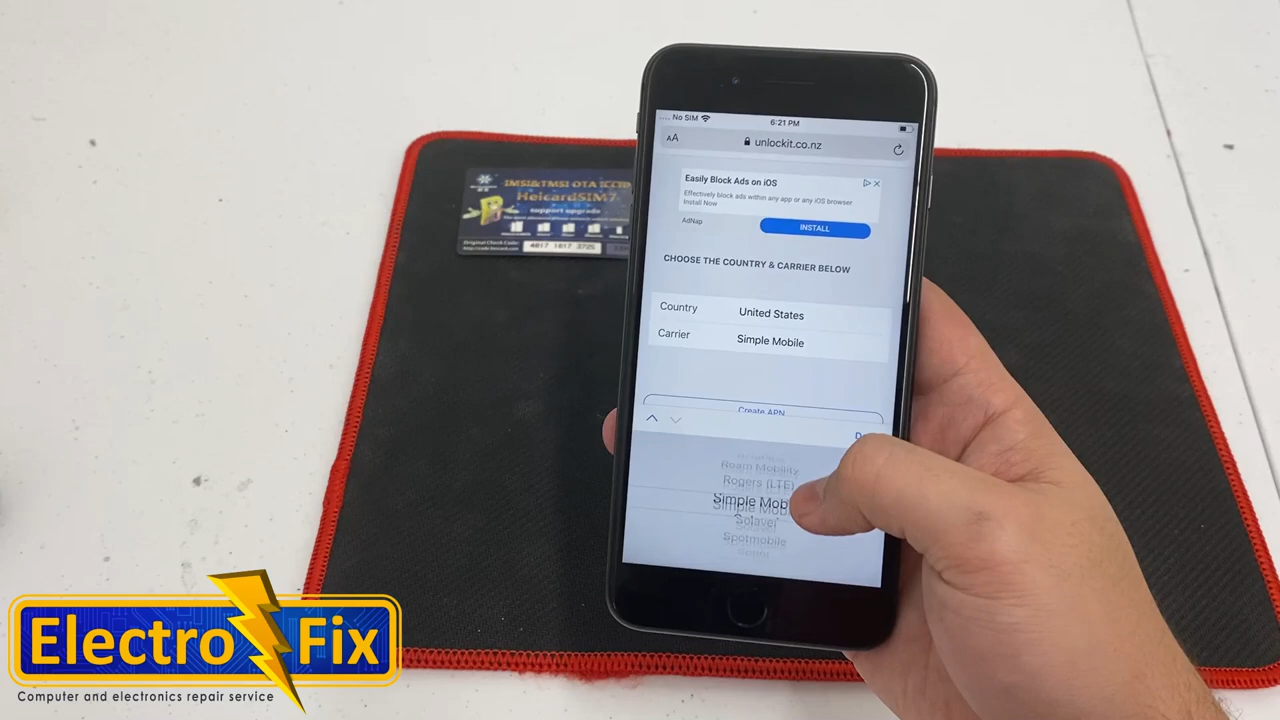 No SIM
6:21 PM
AA
unlockit.co.nz
Easily Block Ads on iOS
Effectively block ads within any app or any iOS browser
Install Now
AdNap
INSTALL
CHOOSE THE COUNTRY & CARRIER BELOW
Country United States
Carrier Simple Mobile
Create APN
Roam Mobility
Rogers (LTE)
Simple Mob
Solavei
Spotmobile
Sprint
IMSI&TMSI OTA ICCID
HeicardSIM7
support upgrade
Original Check Code:
4817 1817 3725
Electro Fix
Computer and electronics repair service